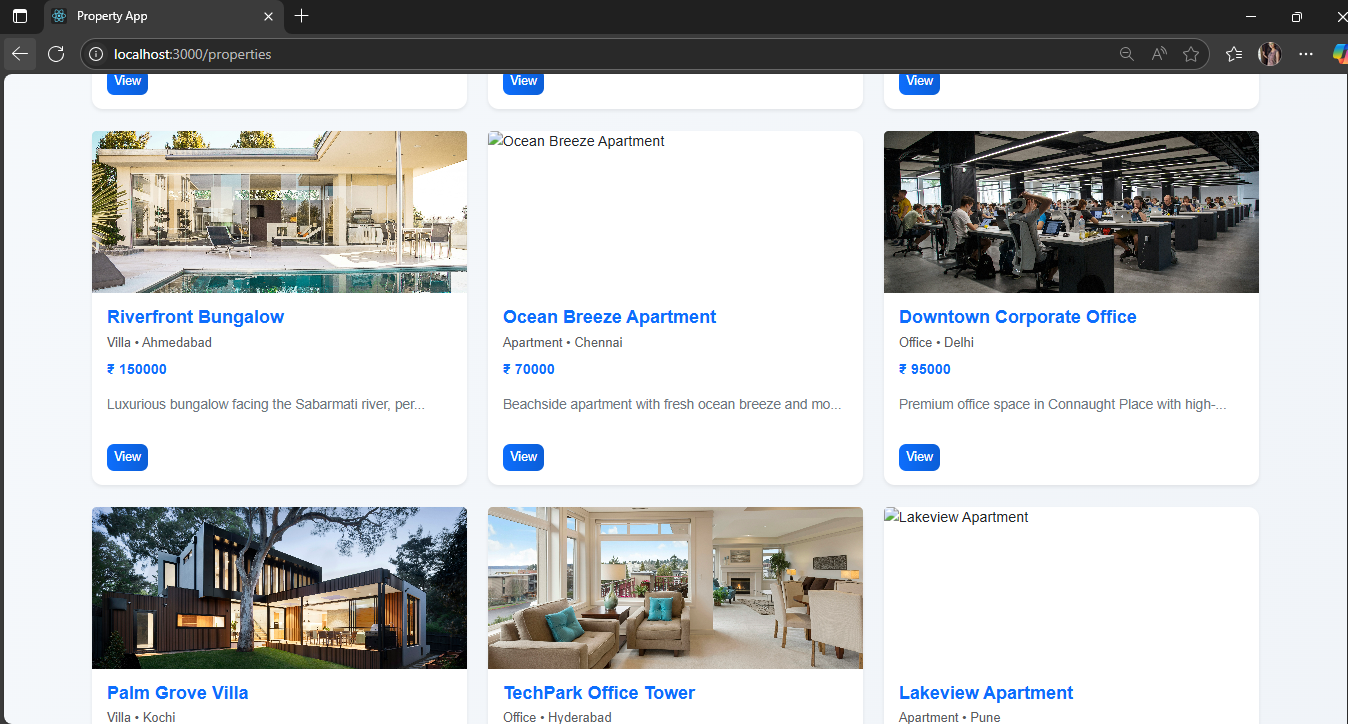 Property App
localhost:3000/properties
View View View
Ocean Breeze Apartment
Riverfront Bungalow
Villa • Ahmedabad
₹ 150000
Luxurious bungalow facing the Sabarmati river, per...
View
Ocean Breeze Apartment
Apartment • Chennai
₹ 70000
Beachside apartment with fresh ocean breeze and mo...
View
Downtown Corporate Office
Office • Delhi
₹ 95000
Premium office space in Connaught Place with high-...
View
Palm Grove Villa
Villa • Kochi
TechPark Office Tower
Office • Hyderabad
Lakeview Apartment
Lakeview Apartment
Apartment • Pune